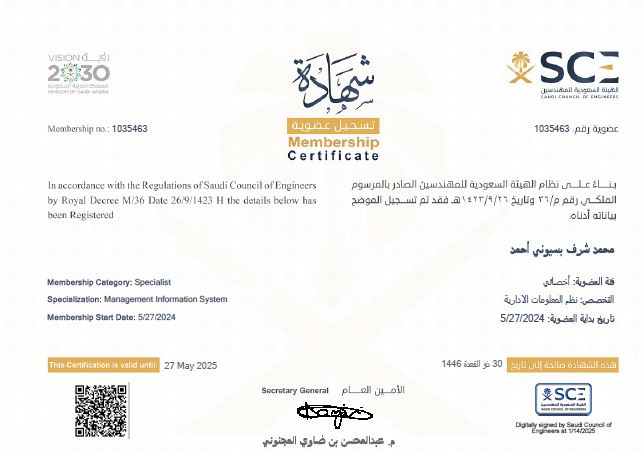 VISION رؤيــة
2030
المملكة العربية السعودية
KINGDOM OF SAUDI ARABIA
شهادة
تسجيل عضوية
Membership
Certificate
SCE
الهيئة السعودية للمهندسين
SAUDI COUNCIL OF ENGINEERS
Membership no.: 1035463
عضوية رقم: 1035463
In accordance with the Regulations of Saudi Council of Engineers
by Royal Decree M/36 Date 26/9/1423 H the details below has
been Registered
بنـاءً علـى نظام الهيئة السعودية للمهندسين الصادر بالمرسوم
الملكـي رقم م/٣٦ وتاريخ ١٤٢٣/٩/٢٦هـ فقد تم تسجيل الموضح
بياناته أدناه.
محمد شرف بسيوني أحمد
Membership Category: Specialist
فئة العضوية: أخصائي
Specialization: Management Information System
التخصص: نظم المعلومات الادارية
Membership Start Date: 5/27/2024
تاريخ بداية العضوية: 5/27/2024
This Certification is valid until: 27 May 2025
هذه الشهادة صالحة إلى تاريخ 30 ذو القعدة 1446
Secretary General الأمـيـن العـــام
م. عبدالمحسن بن ضاوي المجنوني
SCE
الهيئة السعودية للمهندسين
SAUDI COUNCIL OF ENGINEERS
Digitally signed by Saudi Council of
Engineers at 1/14/2025